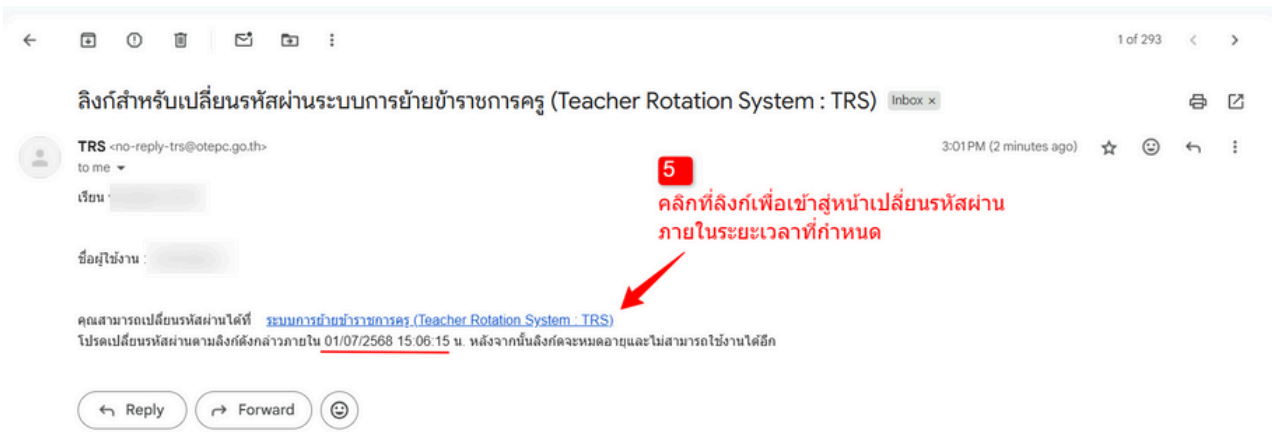 1 of 293
ลิงก์สำหรับเปลี่ยนรหัสผ่านระบบการย้ายข้าราชการครู (Teacher Rotation System : TRS) Inbox ×
TRS <no-reply-trs@otepc.go.th>
3:01 PM (2 minutes ago)
to me
5
เรียน
คลิกที่ลิงก์เพื่อเข้าสู่หน้าเปลี่ยนรหัสผ่าน
ภายในระยะเวลาที่กำหนด
ชื่อผู้ใช้งาน :
คุณสามารถเปลี่ยนรหัสผ่านได้ที่ ระบบการย้ายข้าราชการครู (Teacher Rotation System : TRS)
โปรดเปลี่ยนรหัสผ่านตามลิงก์ดังกล่าวภายใน 01/07/2568 15:06:15 น. หลังจากนั้นลิงก์จะหมดอายุและไม่สามารถใช้งานได้อีก
Reply
Forward